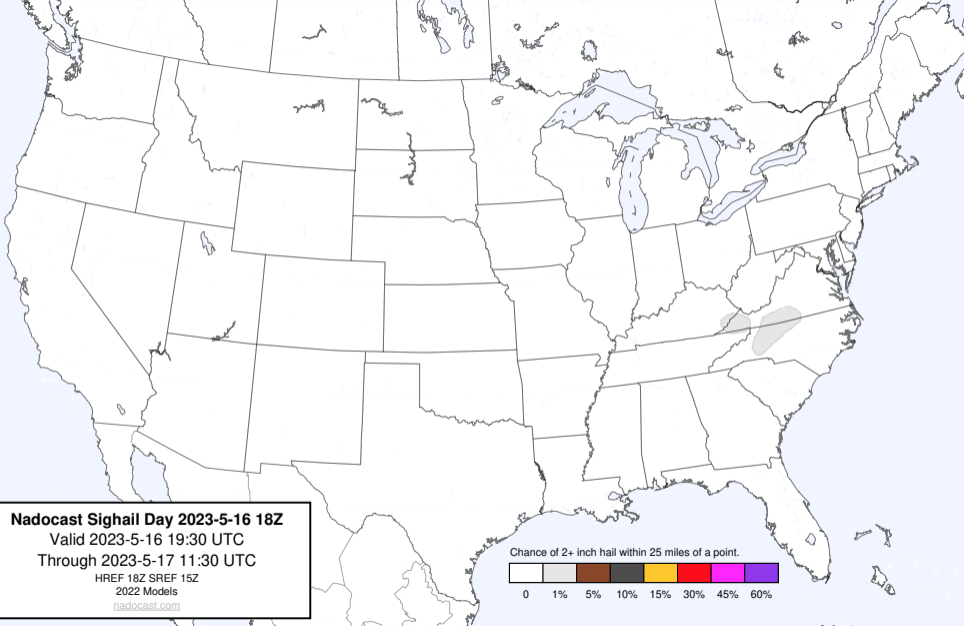 Nadocast Sighail Day 2023-5-16 18Z
Valid 2023-5-16 19:30 UTC
Through 2023-5-17 11:30 UTC
HREF 18Z SREF 15Z
2022 Models
nadocast.com
Chance of 2+ inch hail within 25 miles of a point.
0 1% 5% 10% 15% 30% 45% 60%